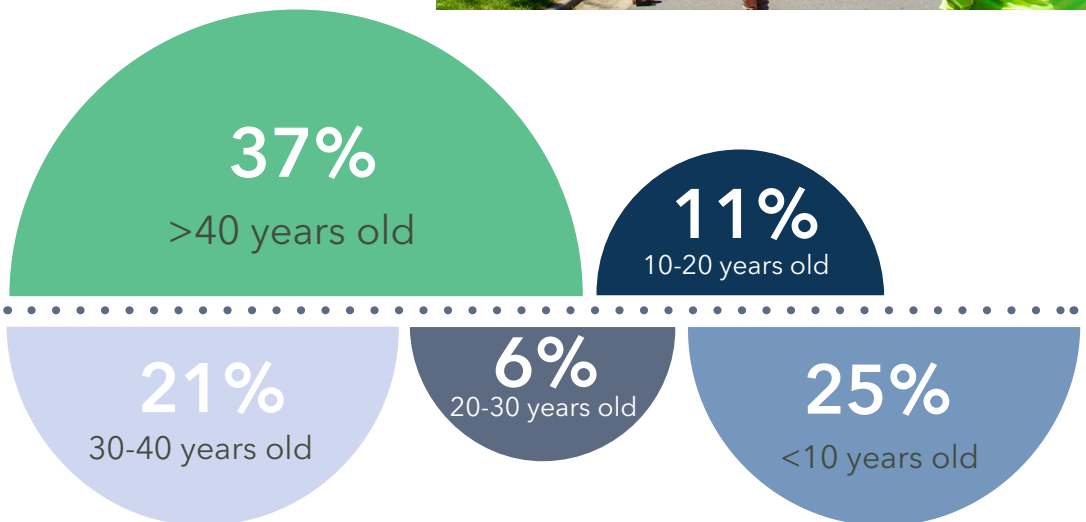 37%
>40 years old
11%
10-20 years old
21%
30-40 years old
6%
20-30 years old
25%
<10 years old